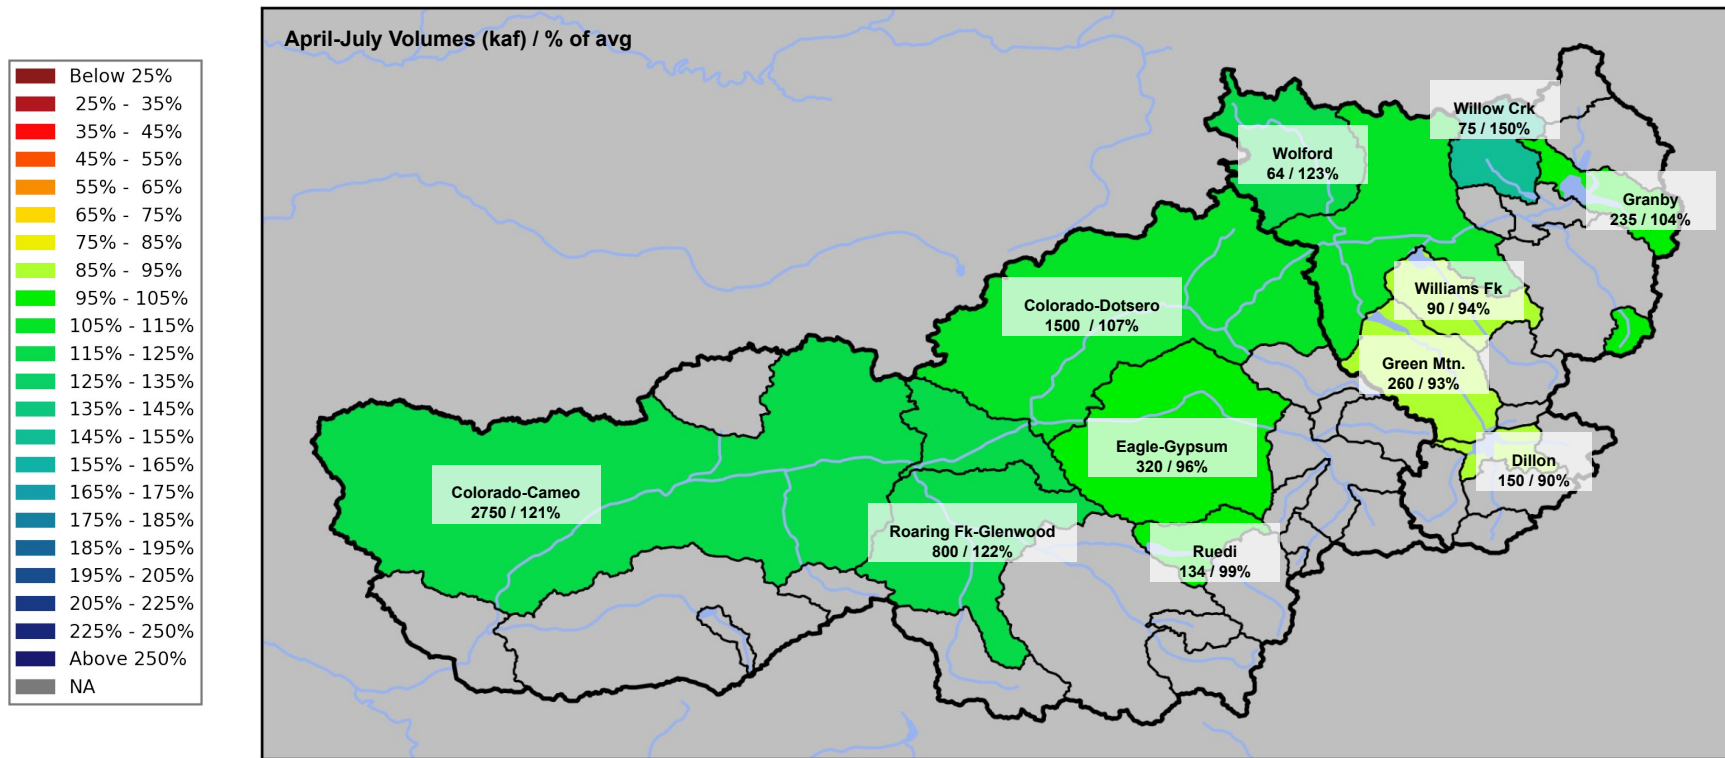 April-July Volumes (kaf) / % of avg
Below 25%
25% - 35%
35% - 45%
45% - 55%
55% - 65%
65% - 75%
75% - 85%
85% - 95%
95% - 105%
105% - 115%
115% - 125%
125% - 135%
135% - 145%
145% - 155%
155% - 165%
165% - 175%
175% - 185%
185% - 195%
195% - 205%
205% - 225%
225% - 250%
Above 250%
NA
Willow Crk
75 / 150%
Wolford
64 / 123%
Granby
235 / 104%
Williams Fk
90 / 94%
Colorado-Dotsero
1500 / 107%
Green Mtn.
260 / 93%
Eagle-Gypsum
320 / 96%
Dillon
150 / 90%
Colorado-Cameo
2750 / 121%
Roaring Fk-Glenwood
800 / 122%
Ruedi
134 / 99%